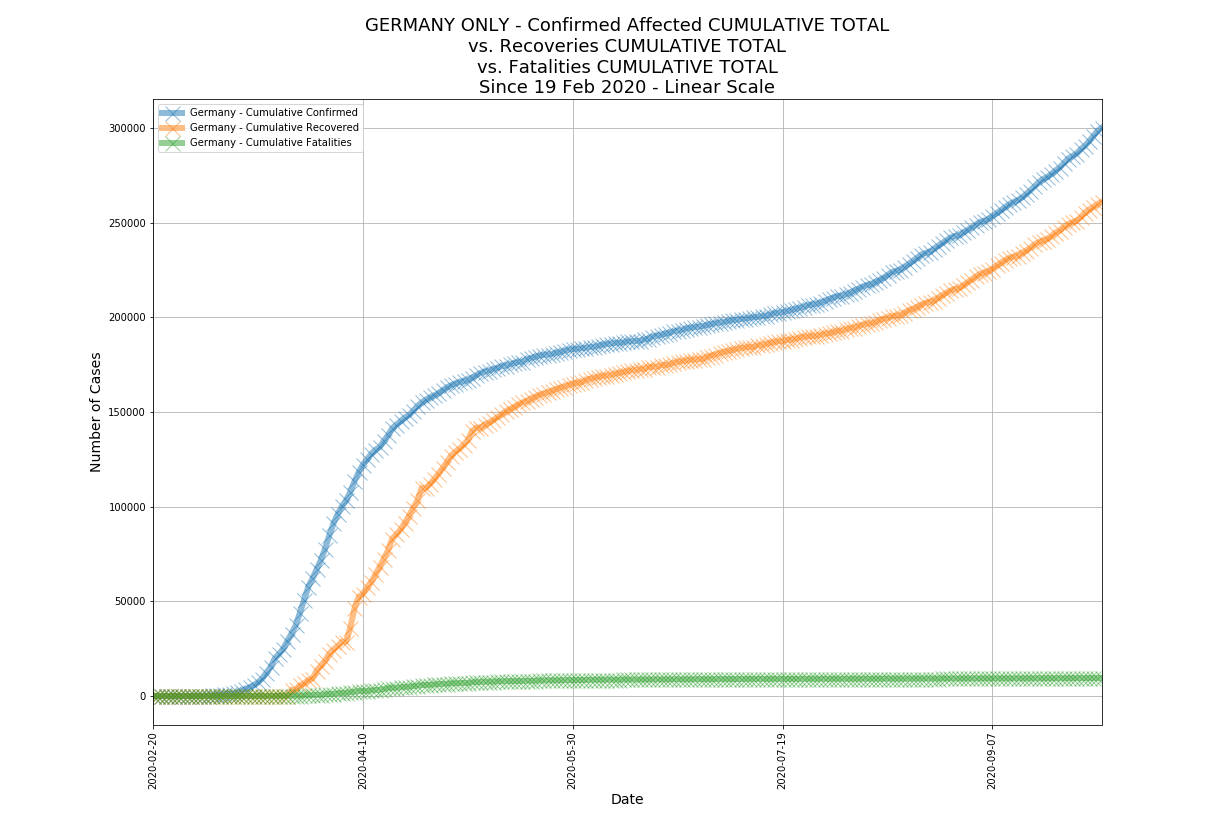 GERMANY ONLY - Confirmed Affected CUMULATIVE TOTAL
vs. Recoveries CUMULATIVE TOTAL
vs. Fatalities CUMULATIVE TOTAL
Since 19 Feb 2020 - Linear Scale
Germany - Cumulative Confirmed
Germany - Cumulative Recovered
Germany - Cumulative Fatalities
Number of Cases
300000
250000
200000
150000
100000
50000
0
2020-02-20
2020-04-10
2020-05-30
2020-07-19
2020-09-07
Date